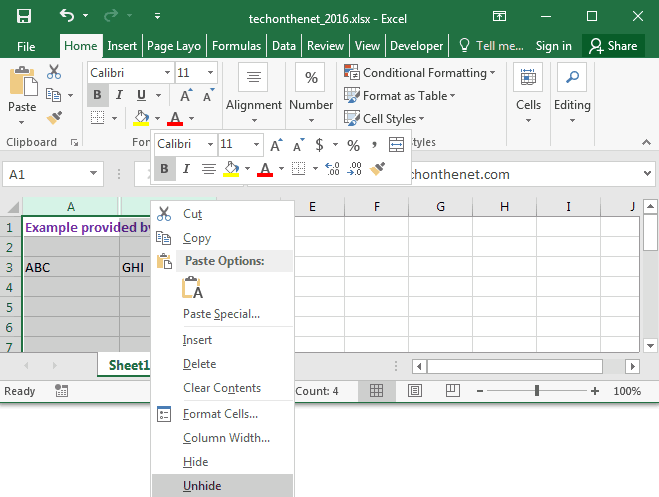 techonthenet_2016.xlsx - Excel
File Home Insert Page Layo Formulas Data Review View Developer Tell me... Sign in Share
Calibri 11
Conditional Formatting
B I U A A
Format as Table
Paste Alignment Number Cells Editing
A
Cell Styles
Clipboard Fon tyles
Calibri 11 A A $ % , 
B I A .00 .00
A1 chonthenet.com
A E F G H I J
1 Example provided by
2
3 ABC GHI
4
5
6
7
Cut
Copy
Paste Options:
A
Paste Special...
Insert
Delete
Clear Contents
Format Cells...
Column Width...
Hide
Unhide
Sheet1
Ready Count: 4 100%